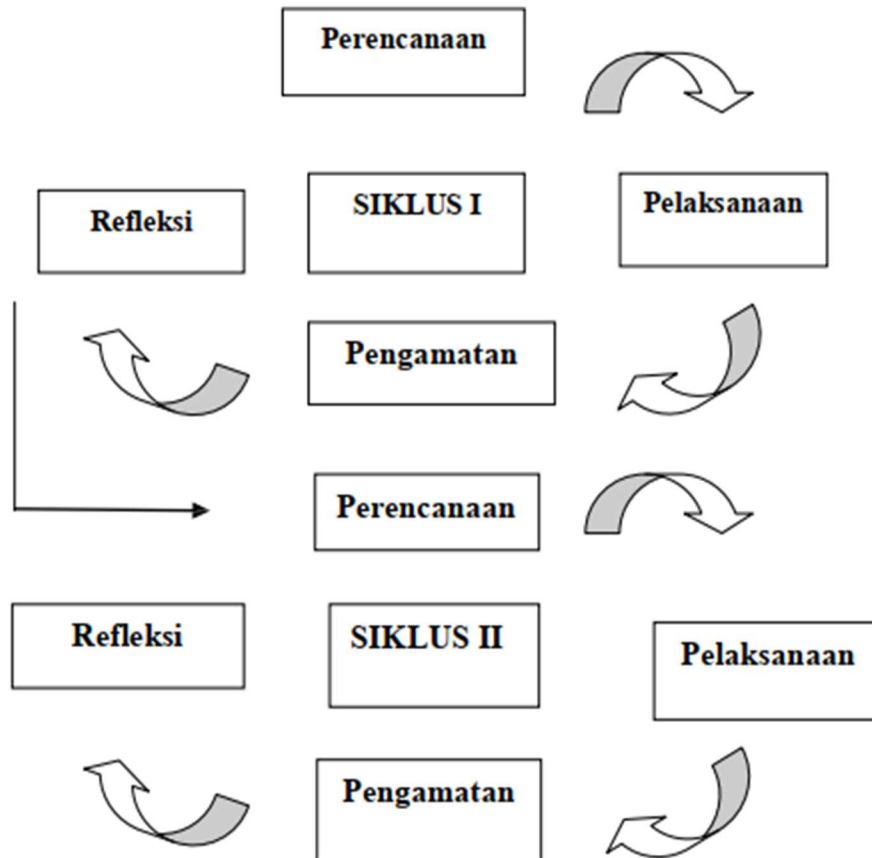 Perencanaan
Refleksi
SIKLUS I
Pelaksanaan
Pengamatan
Perencanaan
Refleksi
SIKLUS II
Pelaksanaan
Pengamatan